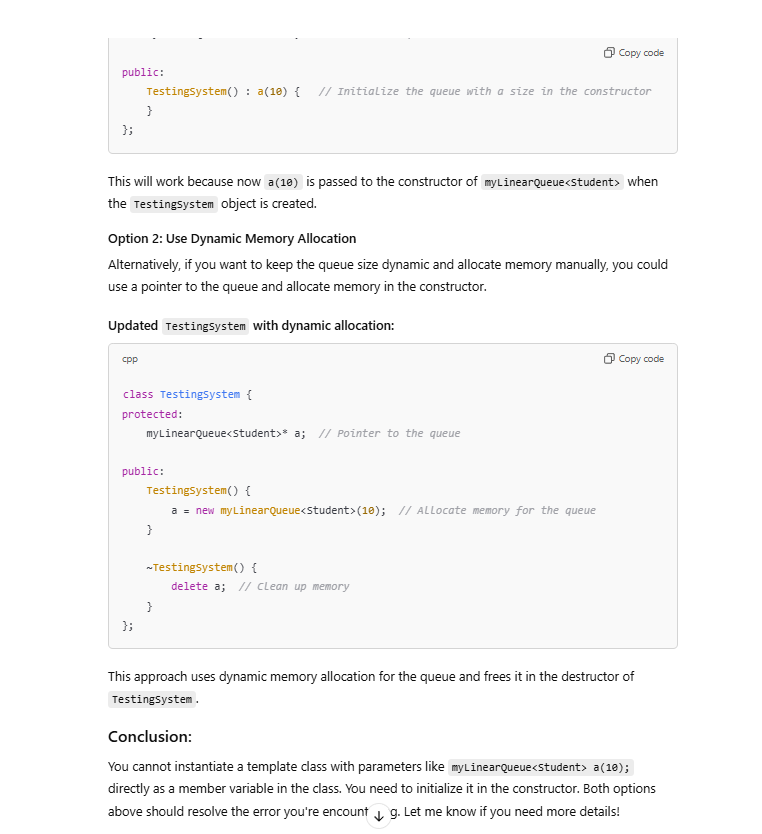 Copy code
public:
    TestingSystem() : a(10) {   // Initialize the queue with a size in the constructor
    }
};
This will work because now a(10) is passed to the constructor of myLinearQueue<Student> when
the TestingSystem object is created.
Option 2: Use Dynamic Memory Allocation
Alternatively, if you want to keep the queue size dynamic and allocate memory manually, you could
use a pointer to the queue and allocate memory in the constructor.
Updated TestingSystem with dynamic allocation:
cpp Copy code
class TestingSystem {
protected:
    myLinearQueue<Student>* a;  // Pointer to the queue
public:
    TestingSystem() {
        a = new myLinearQueue<Student>(10);  // Allocate memory for the queue
    }
    ~TestingSystem() {
        delete a;  // Clean up memory
    }
};
This approach uses dynamic memory allocation for the queue and frees it in the destructor of
TestingSystem.
Conclusion:
You cannot instantiate a template class with parameters like myLinearQueue<Student> a(10);
directly as a member variable in the class. You need to initialize it in the constructor. Both options
above should resolve the error you're encount g. Let me know if you need more details!